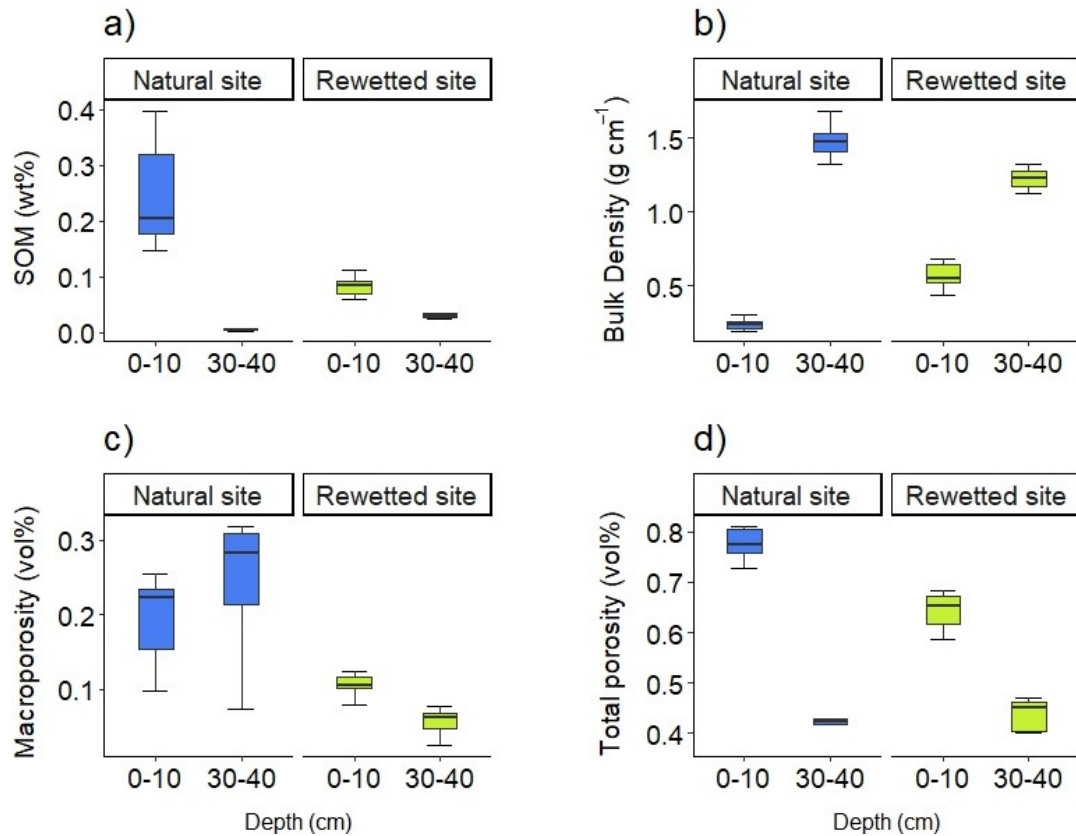 a)
Natural site
Rewetted site
SOM (wt%)
0.4
0.3
0.2
0.1
0.0
0-10
30-40
0-10
30-40
b)
Natural site
Rewetted site
Bulk Density (g cm⁻¹)
1.5
1.0
0.5
0-10
30-40
0-10
30-40
c)
Natural site
Rewetted site
Macroporosity (vol%)
0.3
0.2
0.1
0-10
30-40
0-10
30-40
Depth (cm)
d)
Natural site
Rewetted site
Total porosity (vol%)
0.8
0.7
0.6
0.5
0.4
0-10
30-40
0-10
30-40
Depth (cm)